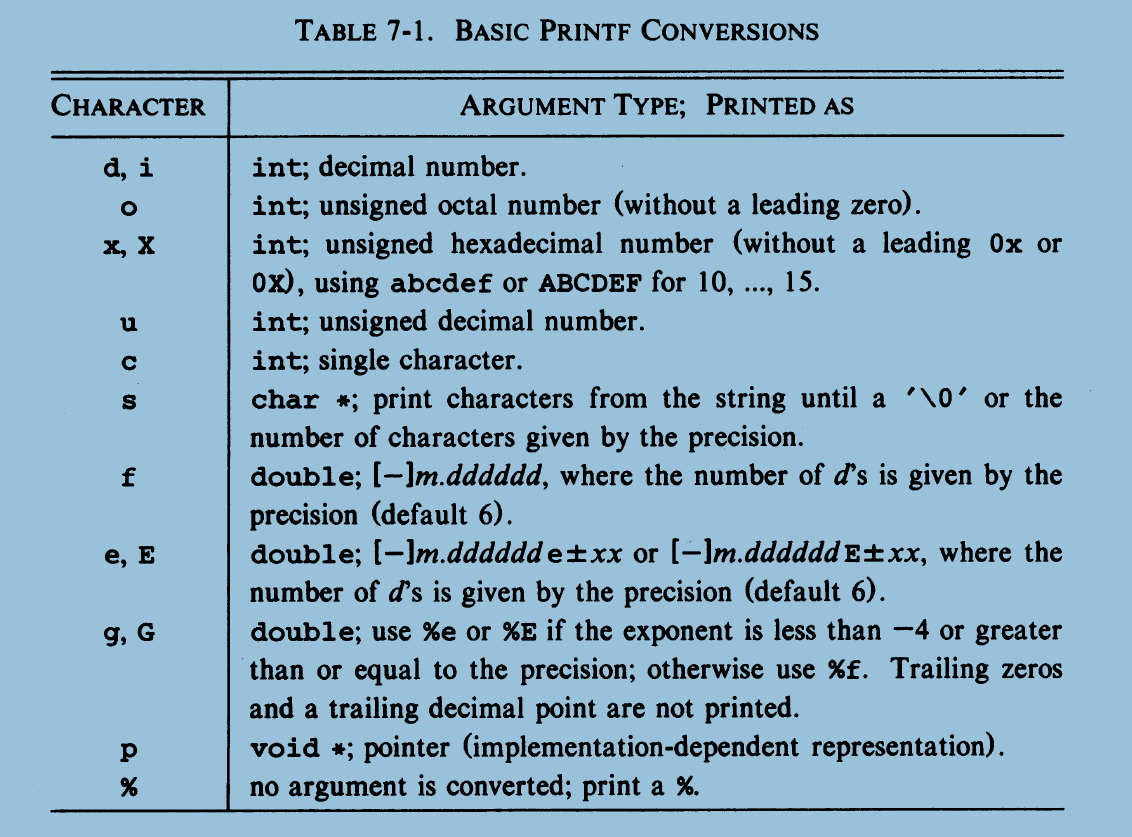 TABLE 7-1. BASIC PRINTF CONVERSIONS
CHARACTER ARGUMENT TYPE; PRINTED AS
d, i int; decimal number.
o int; unsigned octal number (without a leading zero).
x, X int; unsigned hexadecimal number (without a leading 0x or
0X), using abcdef or ABCDEF for 10, ..., 15.
u int; unsigned decimal number.
c int; single character.
s char *; print characters from the string until a '\0' or the
number of characters given by the precision.
f double; [−]m.dddddd, where the number of d's is given by the
precision (default 6).
e, E double; [−]m.dddddde±xx or [−]m.ddddddE±xx, where the
number of d's is given by the precision (default 6).
g, G double; use %e or %E if the exponent is less than −4 or greater
than or equal to the precision; otherwise use %f. Trailing zeros
and a trailing decimal point are not printed.
p void *; pointer (implementation-dependent representation).
% no argument is converted; print a %.